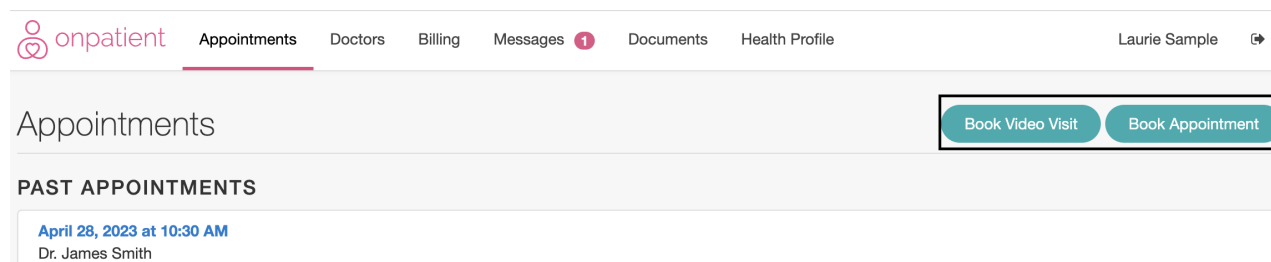 onpatient Appointments Doctors Billing Messages 1 Documents Health Profile Laurie Sample
Appointments Book Video Visit Book Appointment
PAST APPOINTMENTS
April 28, 2023 at 10:30 AM
Dr. James Smith